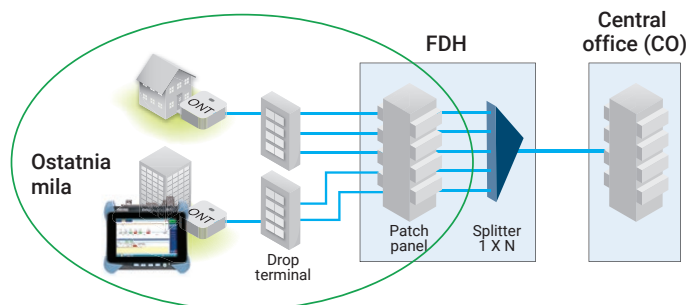 Central
office (CO)
FDH
ONT
Ostatnia
mila
ONT
Drop
terminal
Patch
panel
Splitter
1 X N